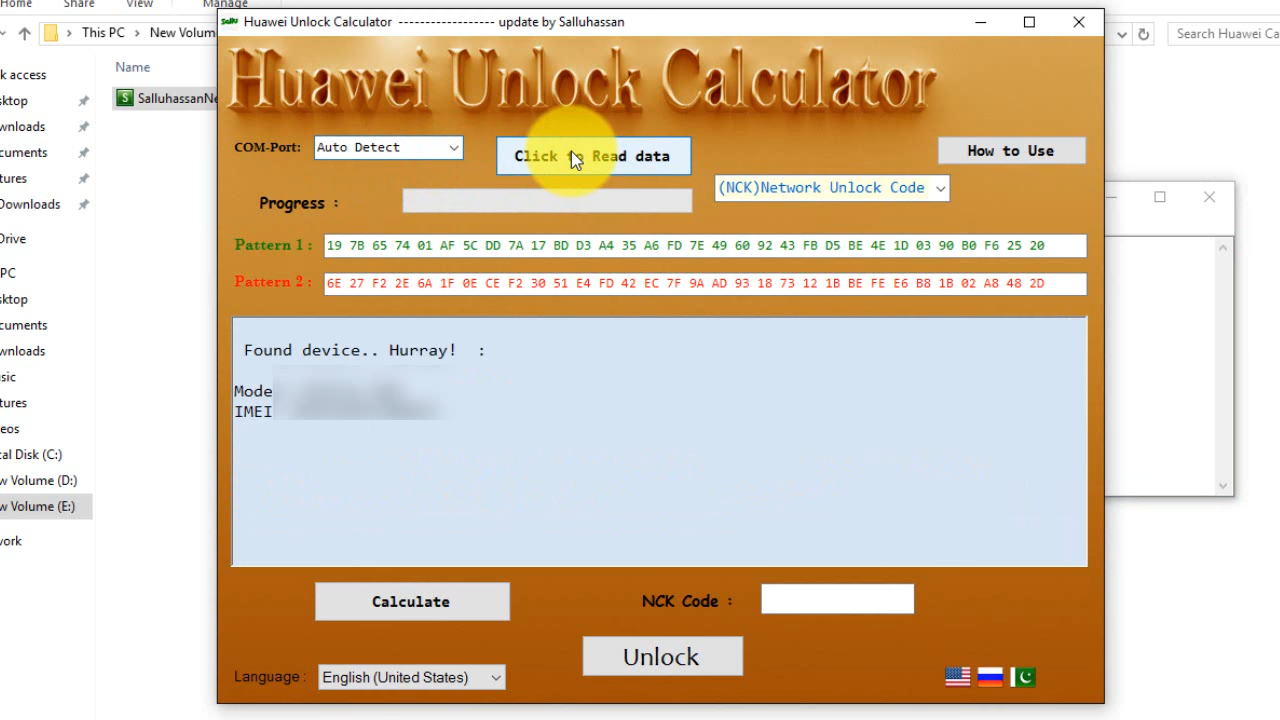 Home Share View Manage
Huawei Unlock Calculator ------------------ update by Salluhassan
This PC New Volum
Search Huawei Ca
Name
SalluhassanNe
k access
sktop
wnloads
cuments
tures
Downloads
Drive
PC
sktop
cuments
wnloads
sic
tures
eos
cal Disk (C:)
w Volume (D:)
w Volume (E:)
work
Sallu
Huawei Unlock Calculator
COM-Port: Auto Detect
Click to Read data
How to Use
(NCK)Network Unlock Code
Progress :
Pattern 1 : 19 7B 65 74 01 AF 5C DD 7A 17 BD D3 A4 35 A6 FD 7E 49 60 92 43 FB D5 BE 4E 1D 03 90 B0 F6 25 20
Pattern 2 : 6E 27 F2 2E 6A 1F 0E CE F2 30 51 E4 FD 42 EC 7F 9A AD 93 18 73 12 1B BE FE E6 B8 1B 02 A8 48 2D
Found device.. Hurray! :
Mode
IMEI
Calculate
NCK Code :
Unlock
Language : English (United States)